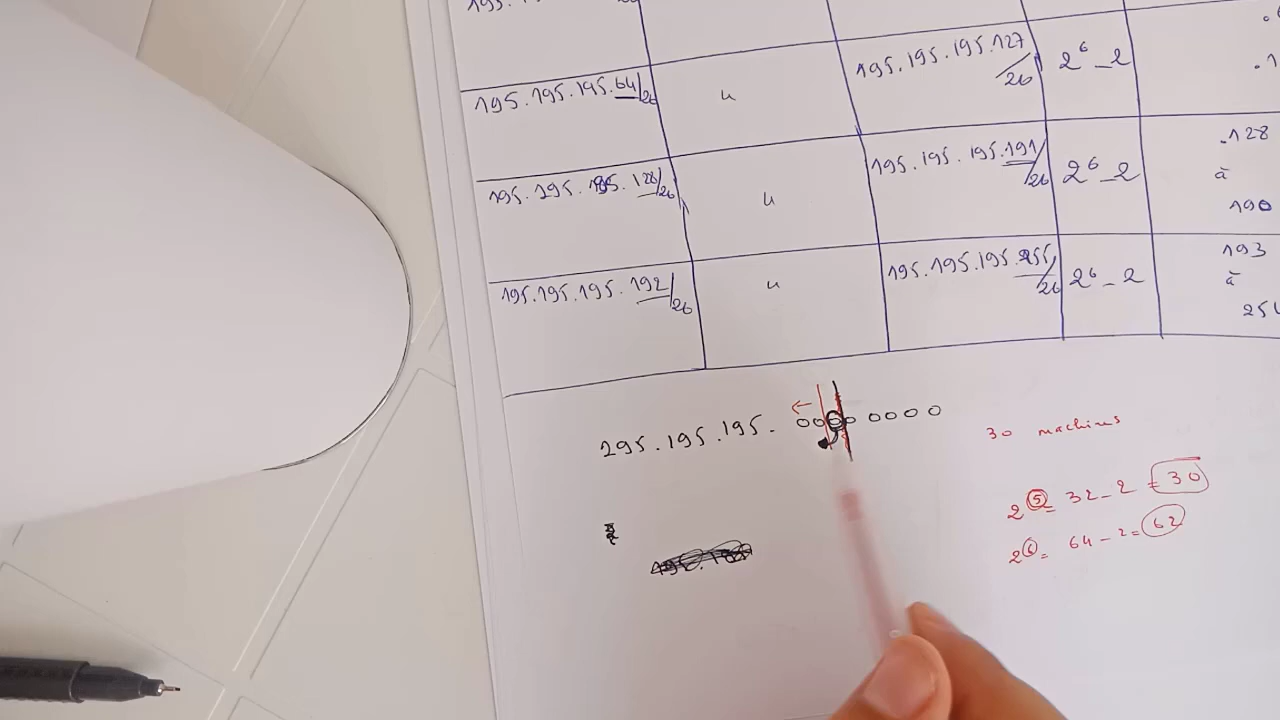 195.
195.195.195.64/26 u 195.195.195.127/26 2⁶-2
195.295.195.128/26 u 195.195.195.191/26 2⁶-2 .128 à 190
195.195.195.192/26 u 195.195.195.255/26 2⁶-2 193 à 254
295.195.195. 0000 0000
30 machines
2⁵= 32-2 = 30
2⁶= 64-2= 62